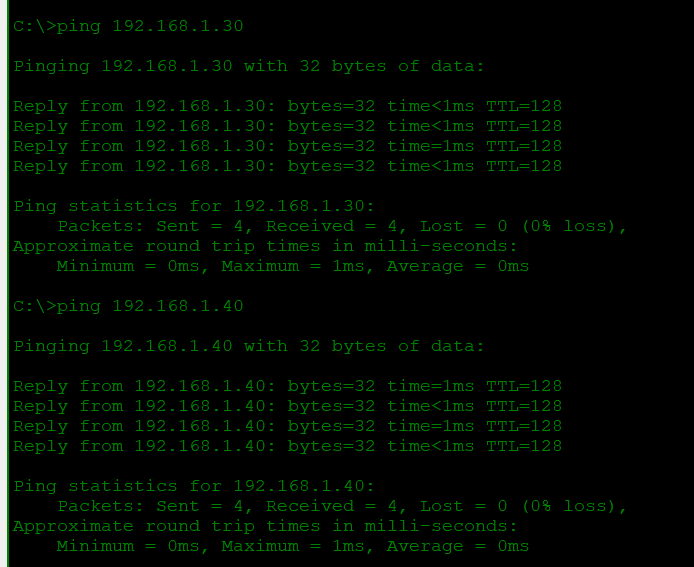 C:\>ping 192.168.1.30
Pinging 192.168.1.30 with 32 bytes of data:
Reply from 192.168.1.30: bytes=32 time<1ms TTL=128
Reply from 192.168.1.30: bytes=32 time<1ms TTL=128
Reply from 192.168.1.30: bytes=32 time=1ms TTL=128
Reply from 192.168.1.30: bytes=32 time<1ms TTL=128
Ping statistics for 192.168.1.30:
    Packets: Sent = 4, Received = 4, Lost = 0 (0% loss),
Approximate round trip times in milli-seconds:
    Minimum = 0ms, Maximum = 1ms, Average = 0ms
C:\>ping 192.168.1.40
Pinging 192.168.1.40 with 32 bytes of data:
Reply from 192.168.1.40: bytes=32 time=1ms TTL=128
Reply from 192.168.1.40: bytes=32 time<1ms TTL=128
Reply from 192.168.1.40: bytes=32 time=1ms TTL=128
Reply from 192.168.1.40: bytes=32 time<1ms TTL=128
Ping statistics for 192.168.1.40:
    Packets: Sent = 4, Received = 4, Lost = 0 (0% loss),
Approximate round trip times in milli-seconds:
    Minimum = 0ms, Maximum = 1ms, Average = 0ms